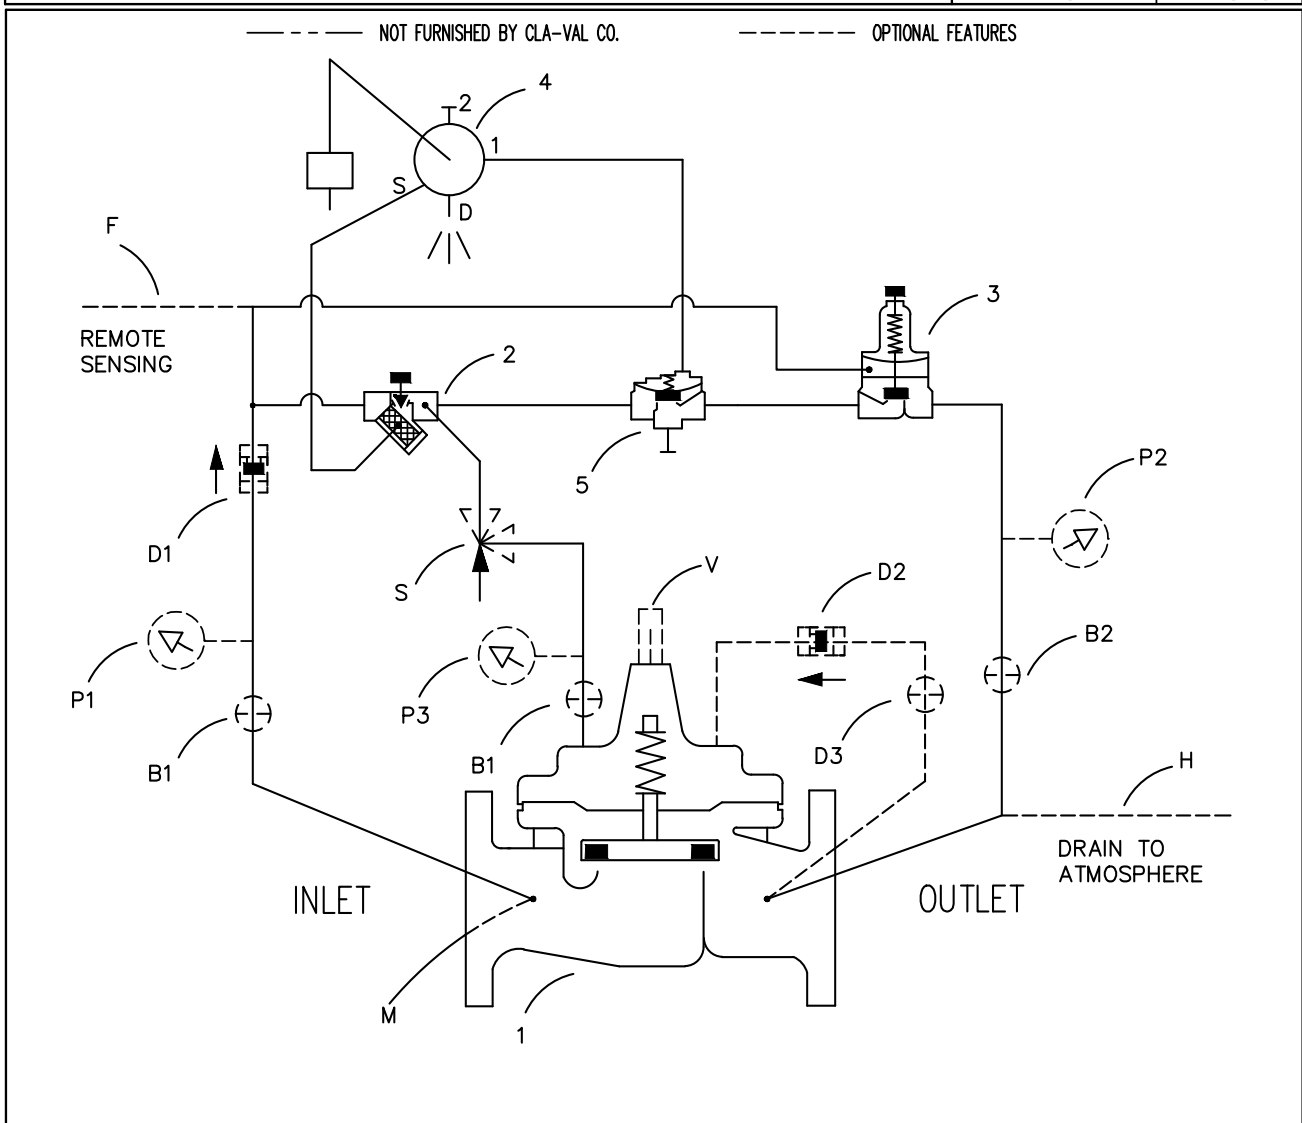 NOT FURNISHED BY CLA-VAL CO.
OPTIONAL FEATURES
4
2
1
S
D
F
3
REMOTE
SENSING
2
5
P2
D1
S
V
D2
B2
P1
P3
B1
B1
D3
H
DRAIN TO
ATMOSPHERE
INLET
OUTLET
M
1